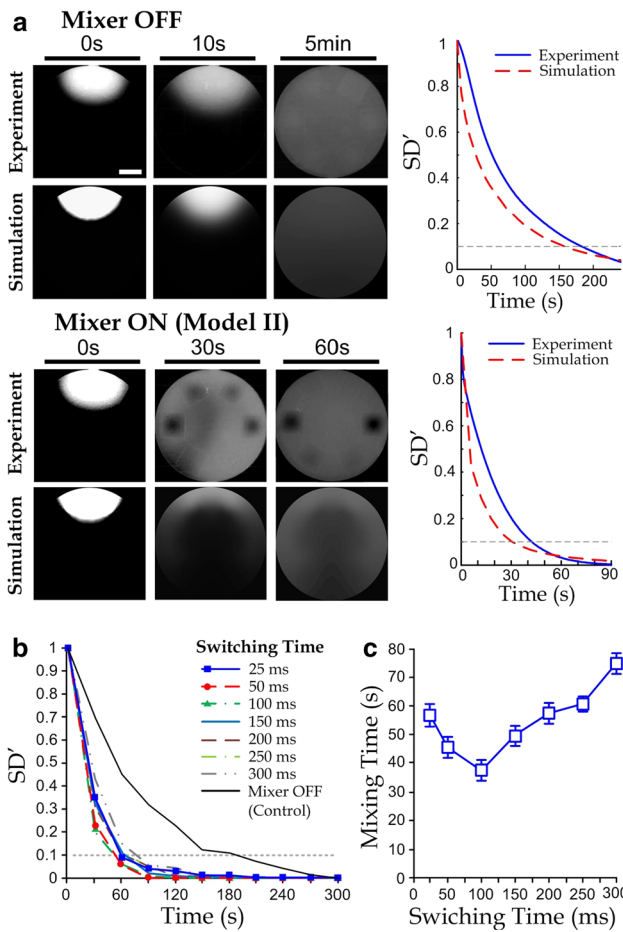 a
Mixer OFF
0s 10s 5min
Experiment
Simulation
SD′
1
0.8
0.6
0.4
0.2
0
0 50 100 150 200
Time (s)
Experiment
Simulation
Mixer ON (Model II)
0s 30s 60s
Experiment
Simulation
SD′
1
0.8
0.6
0.4
0.2
0
0 30 60 90
Time (s)
Experiment
Simulation
b
SD′
1
0.9
0.8
0.7
0.6
0.5
0.4
0.3
0.2
0.1
0
0 60 120 180 240 300
Time (s)
Switching Time
25 ms
50 ms
100 ms
150 ms
200 ms
250 ms
300 ms
Mixer OFF
(Control)
c
Mixing Time (s)
80
70
60
50
40
30
20
10
0
0 50 100 150 200 250 300
Swiching Time (ms)